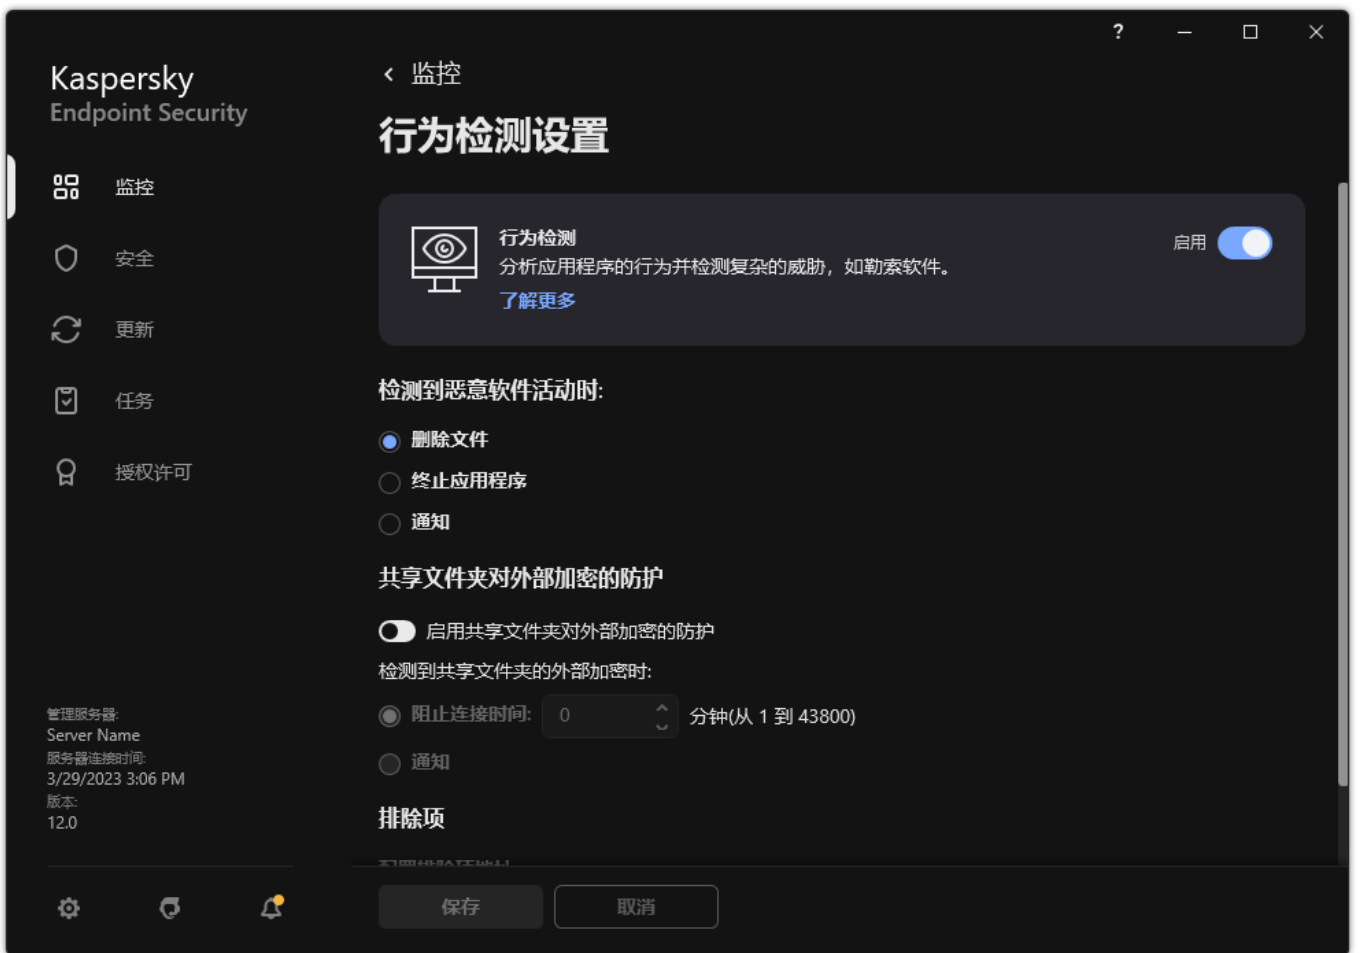 ?
Kaspersky
Endpoint Security
监控
安全
更新
任务
授权许可
管理服务器:
Server Name
服务器连接时间:
3/29/2023 3:06 PM
版本:
12.0
监控
行为检测设置
行为检测
分析应用程序的行为并检测复杂的威胁，如勒索软件。
了解更多
启用
检测到恶意软件活动时:
删除文件
终止应用程序
通知
共享文件夹对外部加密的防护
启用共享文件夹对外部加密的防护
检测到共享文件夹的外部加密时:
阻止连接时间: 0 分钟(从 1 到 43800)
通知
排除项
配置排除项地址
保存
取消